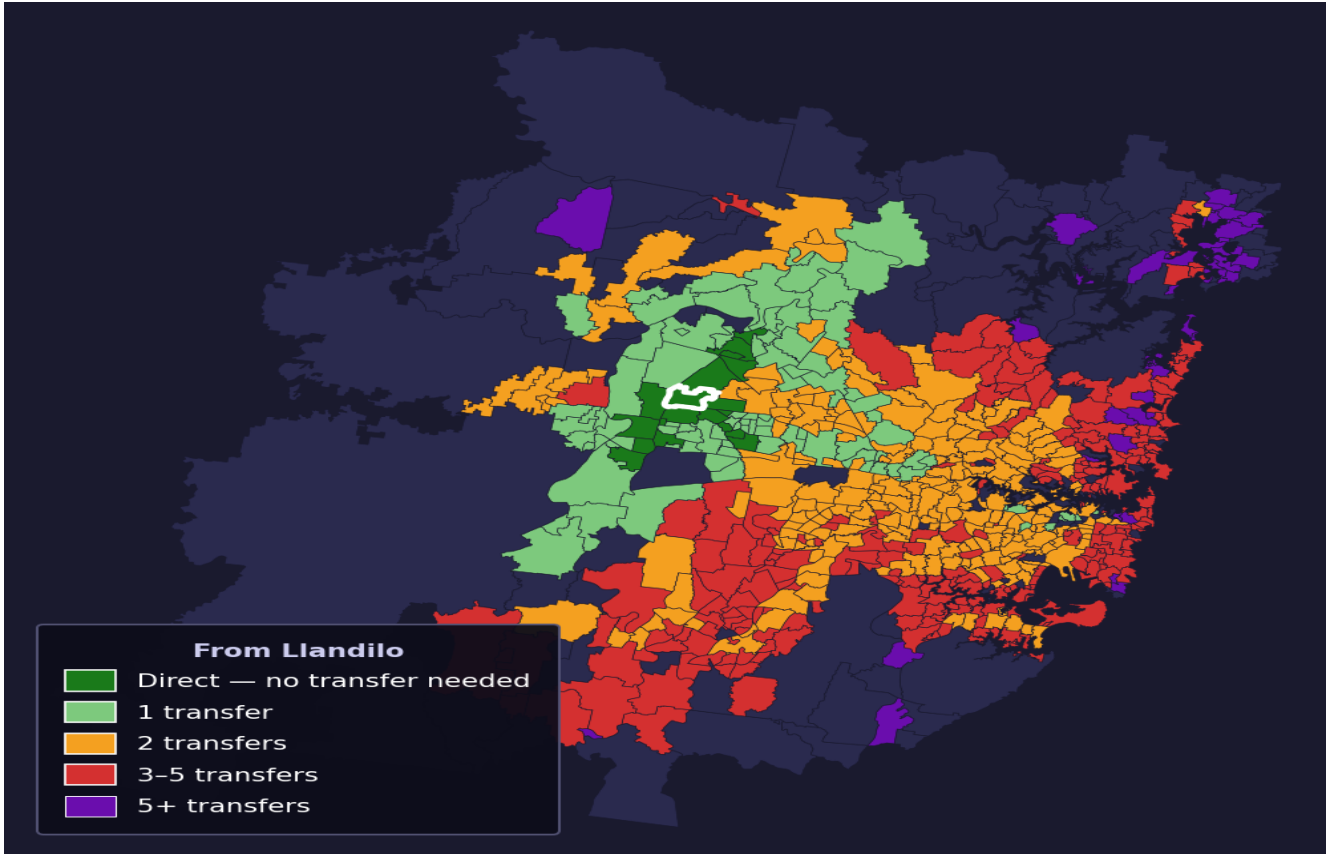 From Llandilo
Direct — no transfer needed
1 transfer
2 transfers
3–5 transfers
5+ transfers